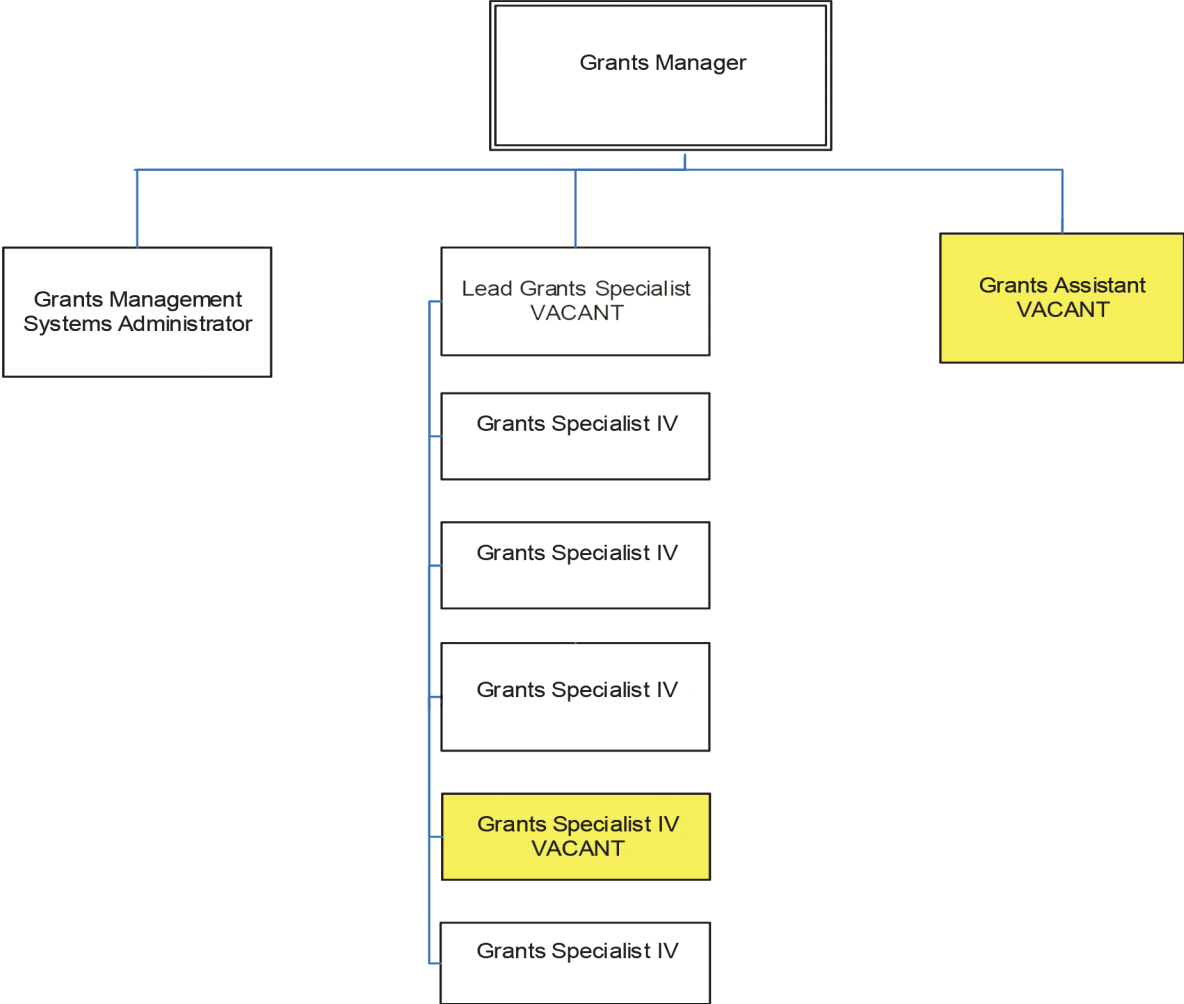 Grants Manager
Grants Management
Systems Administrator
Lead Grants Specialist
VACANT
Grants Assistant
VACANT
Grants Specialist IV
Grants Specialist IV
Grants Specialist IV
Grants Specialist IV
VACANT
Grants Specialist IV